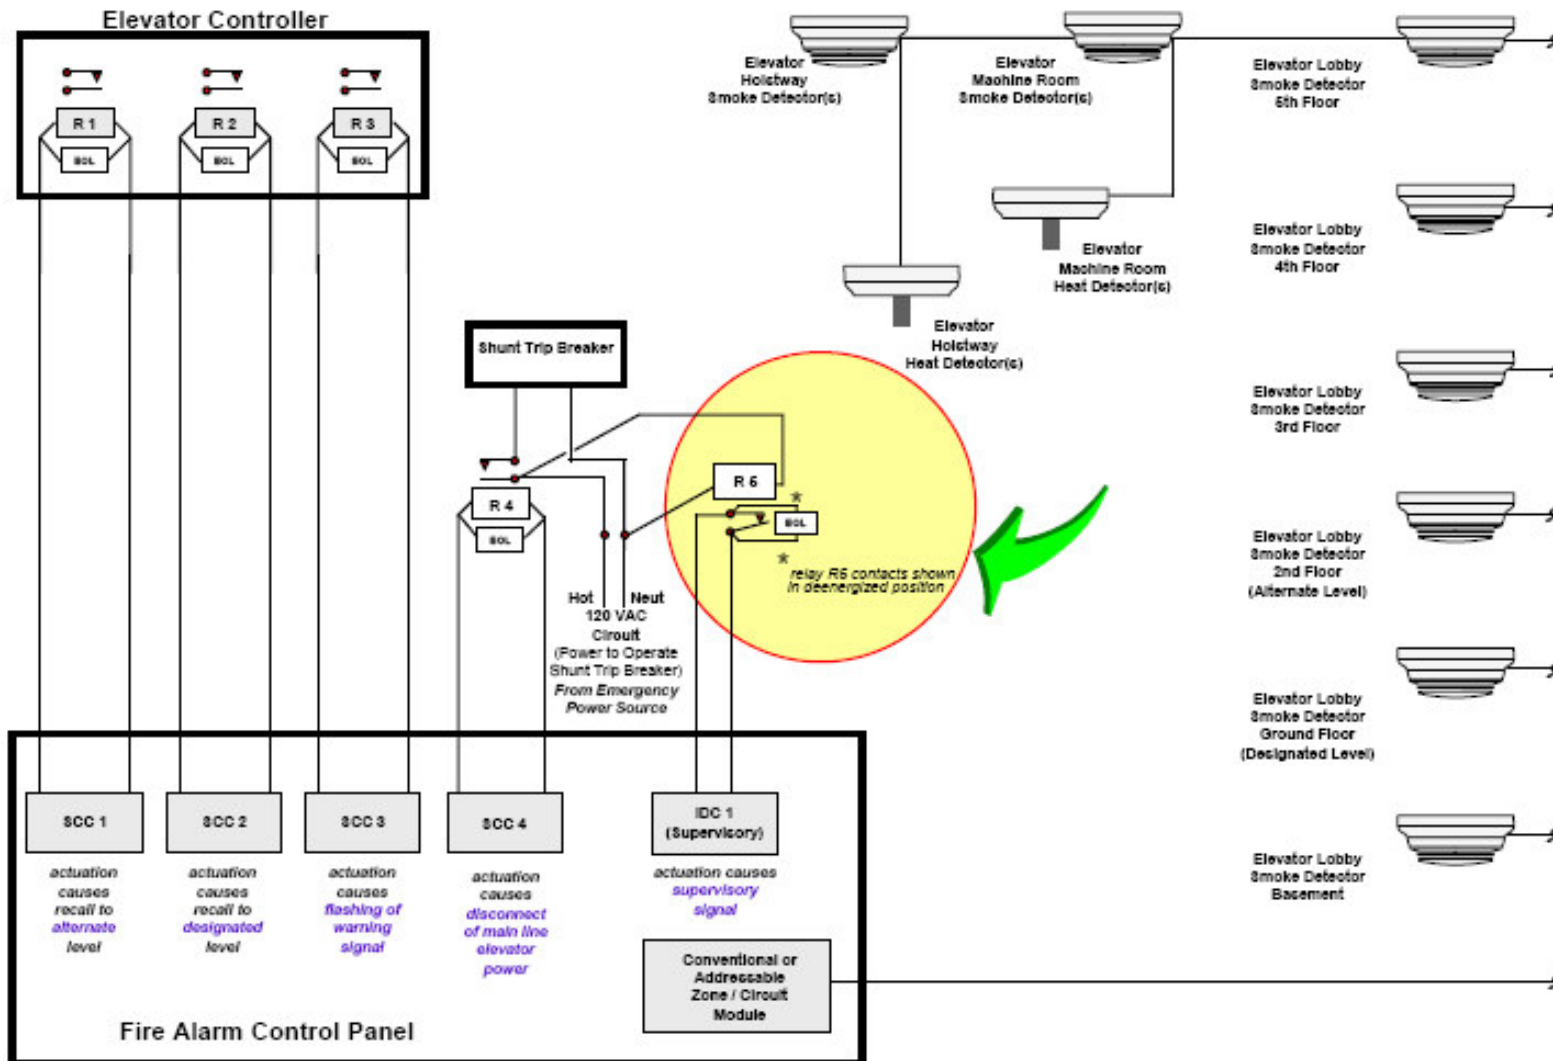 Elevator Controller
R 1
R 2
R 3
EOL
EOL
EOL
Elevator
Hoistway
Smoke Detector(s)
Elevator
Machine Room
Smoke Detector(s)
Elevator Lobby
Smoke Detector
5th Floor
Elevator Lobby
Smoke Detector
4th Floor
Elevator
Machine Room
Heat Detector(s)
Elevator
Hoistway
Heat Detector(s)
Shunt Trip Breaker
Elevator Lobby
Smoke Detector
3rd Floor
R 4
EOL
R 5
*
EOL
* relay R5 contacts shown
in deenergized position
Hot Neut
120 VAC
Circuit
(Power to Operate
Shunt Trip Breaker)
From Emergency
Power Source
Elevator Lobby
Smoke Detector
2nd Floor
(Alternate Level)
Elevator Lobby
Smoke Detector
Ground Floor
(Designated Level)
Elevator Lobby
Smoke Detector
Basement
SCC 1
actuation
causes
recall to
alternate
level
SCC 2
actuation
causes
recall to
designated
level
SCC 3
actuation
causes
flashing of
warning
signal
SCC 4
actuation
causes
disconnect
of main line
elevator
power
IDC 1
(Supervisory)
actuation causes
supervisory
signal
Conventional or
Addressable
Zone / Circuit
Module
Fire Alarm Control Panel